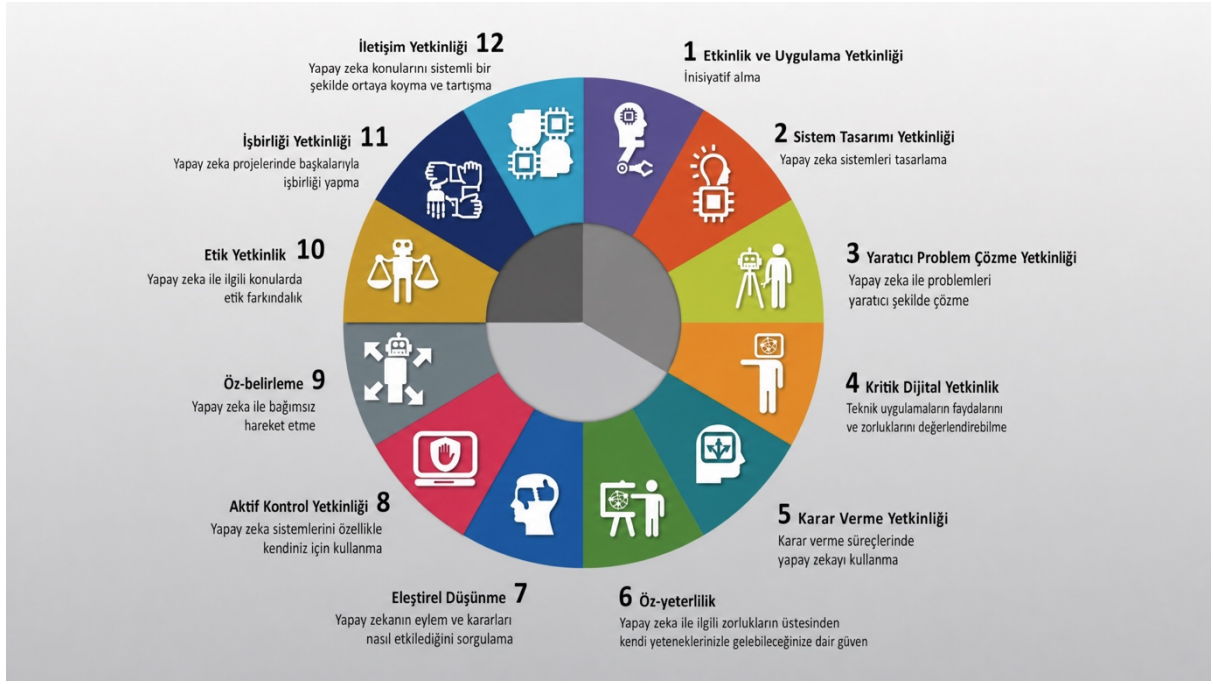 1 Etkinlik ve Uygulama Yetkinliği
İnisiyatif alma
2 Sistem Tasarımı Yetkinliği
Yapay zeka sistemleri tasarlama
3 Yaratıcı Problem Çözme Yetkinliği
Yapay zeka ile problemleri
yaratıcı şekilde çözme
4 Kritik Dijital Yetkinlik
Teknik uygulamaların faydalarını
ve zorluklarını değerlendirebilme
5 Karar Verme Yetkinliği
Karar verme süreçlerinde
yapay zekayı kullanma
6 Öz-yeterlilik
Yapay zeka ile ilgili zorlukların üstesinden
kendi yeteneklerinizle gelebileceğinize dair güven
Eleştirel Düşünme 7
Yapay zekanın eylem ve kararları
nasıl etkilediğini sorgulama
Aktif Kontrol Yetkinliği 8
Yapay zeka sistemlerini özellikle
kendiniz için kullanma
Öz-belirleme 9
Yapay zeka ile bağımsız
hareket etme
Etik Yetkinlik 10
Yapay zeka ile ilgili konularda
etik farkındalık
İşbirliği Yetkinliği 11
Yapay zeka projelerinde başkalarıyla
işbirliği yapma
İletişim Yetkinliği 12
Yapay zeka konularını sistemli bir
şekilde ortaya koyma ve tartışma